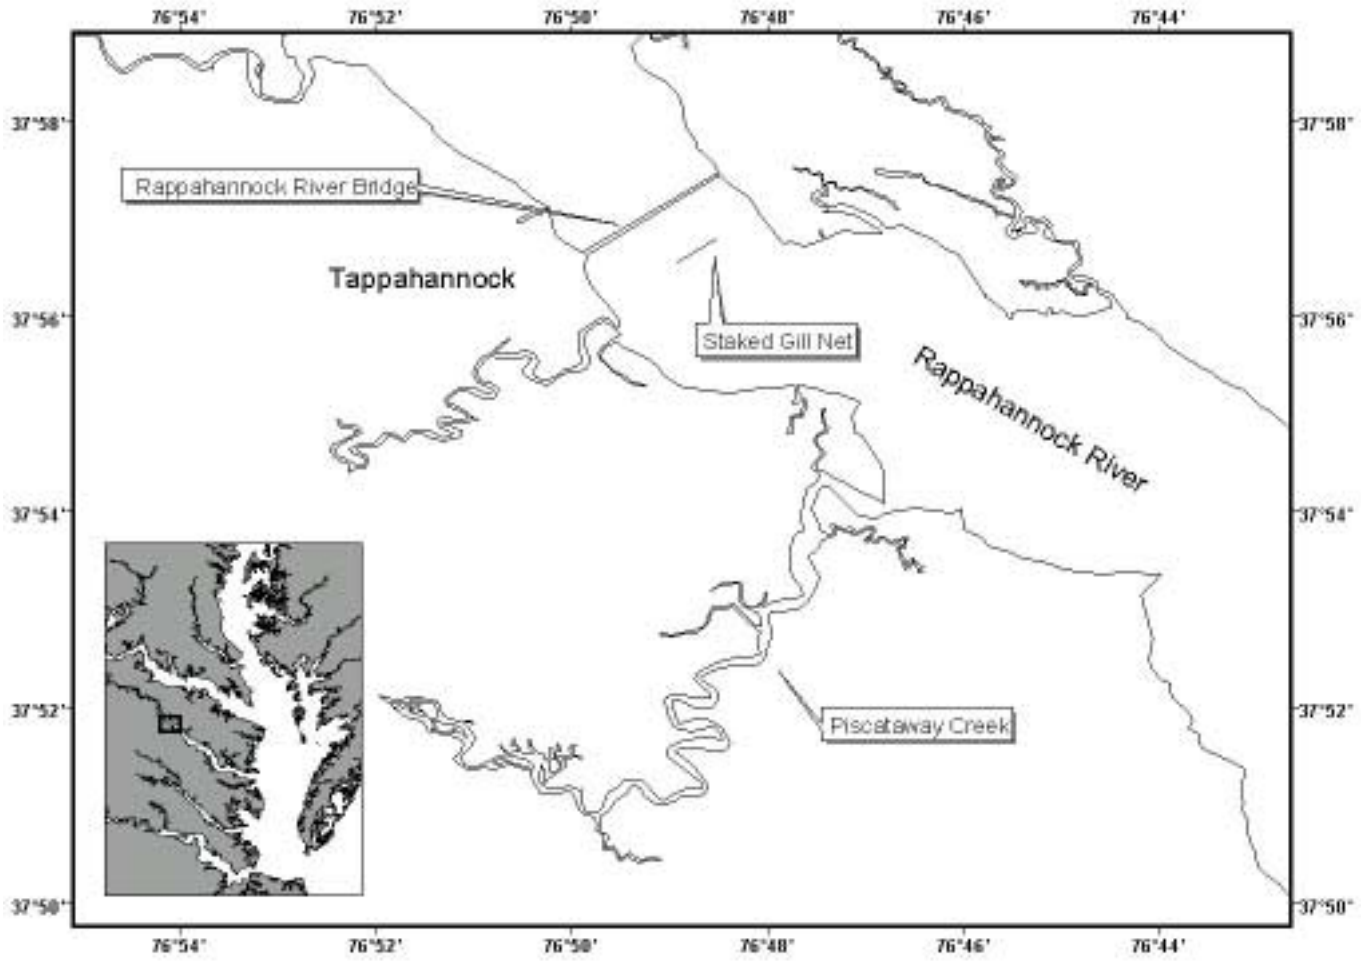 76°54' 76°52' 76°50' 76°48' 76°46' 76°44'
37°58' 37°58'
Rappahannock River Bridge
Tappahannock
37°56' 37°56'
Staked Gill Net
Rappahannock River
37°54' 37°54'
37°52' 37°52'
Piscataway Creek
37°50' 37°50'
76°54' 76°52' 76°50' 76°48' 76°46' 76°44'